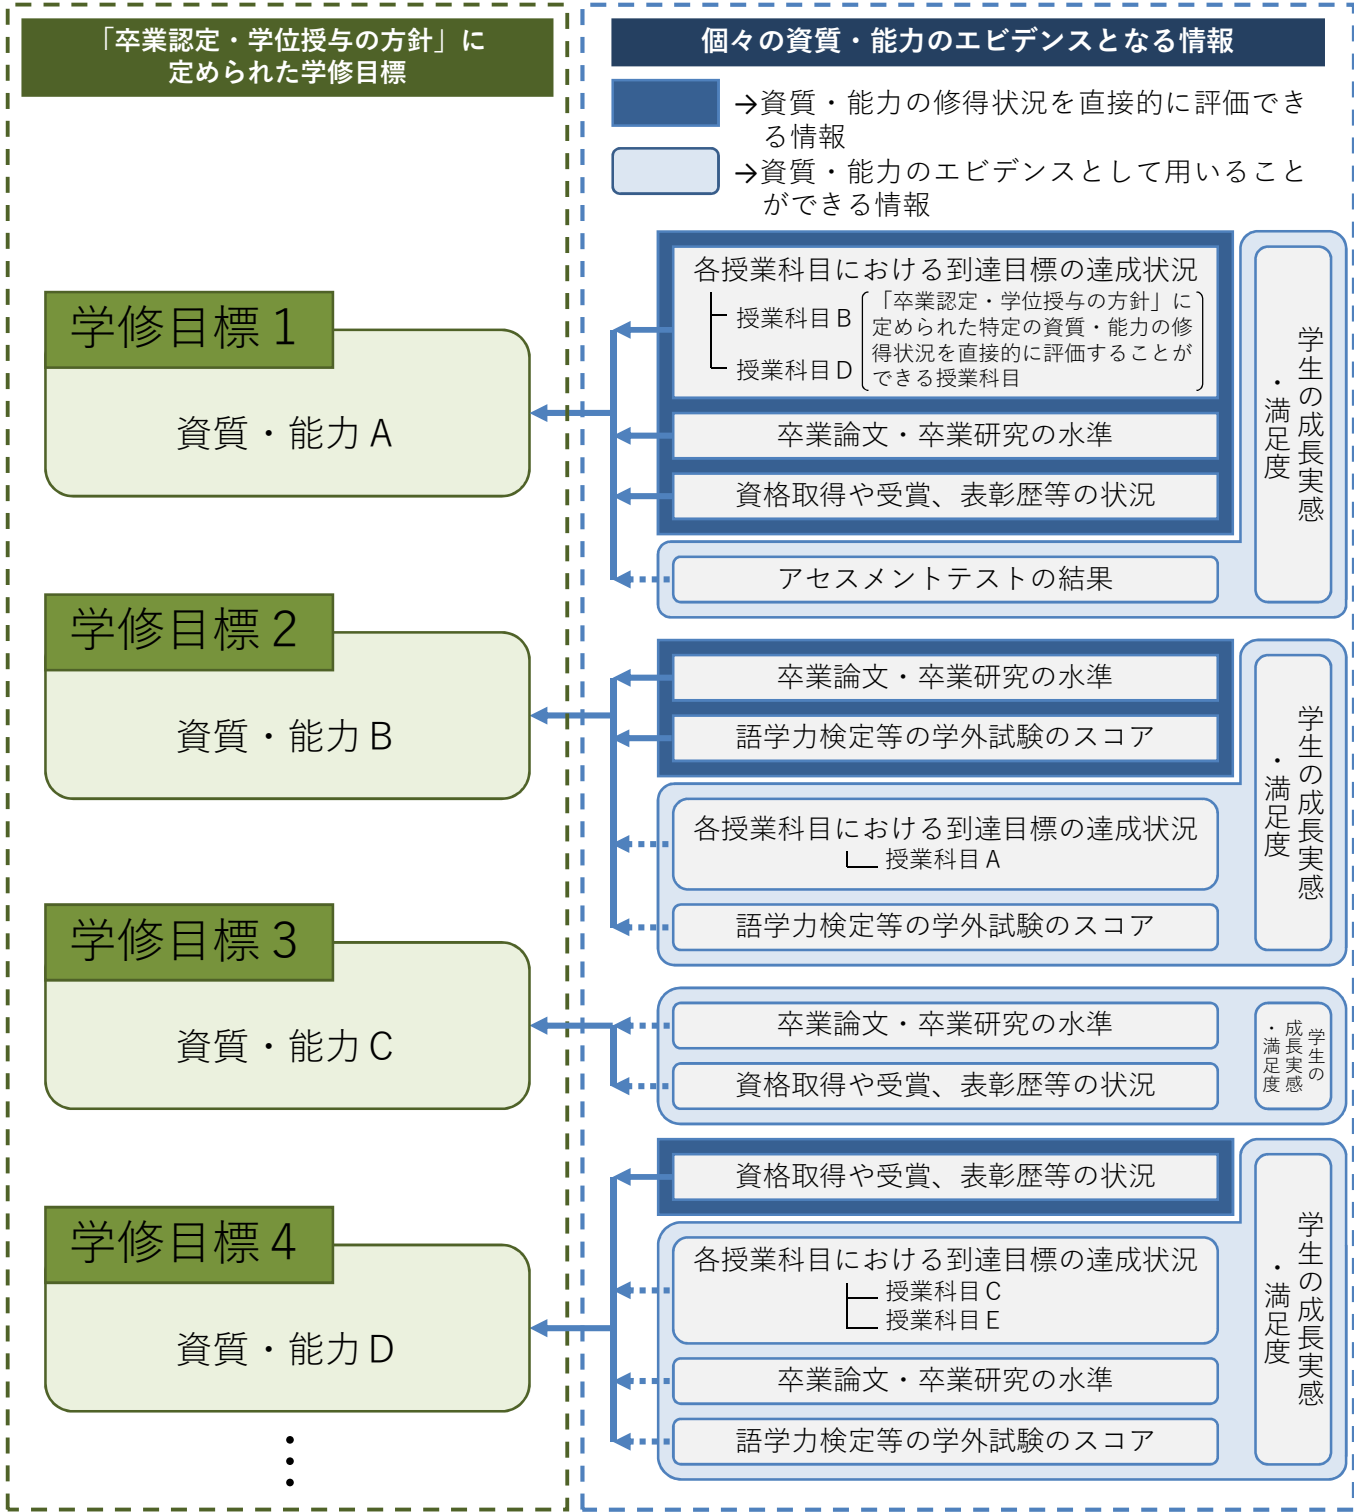 「卒業認定・学位授与の方針」に
定められた学修目標
学修目標１
資質・能力Ａ
学修目標２
資質・能力Ｂ
学修目標３
資質・能力Ｃ
学修目標４
資質・能力Ｄ
個々の資質・能力のエビデンスとなる情報
→資質・能力の修得状況を直接的に評価でき
る情報
→資質・能力のエビデンスとして用いること
ができる情報
各授業科目における到達目標の達成状況
授業科目Ｂ
授業科目Ｄ
「卒業認定・学位授与の方針」に
定められた特定の資質・能力の修
得状況を直接的に評価することが
できる授業科目
卒業論文・卒業研究の水準
資格取得や受賞、表彰歴等の状況
アセスメントテストの結果
学生の成長実感
・満足度
卒業論文・卒業研究の水準
語学力検定等の学外試験のスコア
各授業科目における到達目標の達成状況
授業科目Ａ
語学力検定等の学外試験のスコア
学生の成長実感
・満足度
卒業論文・卒業研究の水準
資格取得や受賞、表彰歴等の状況
学生の
成長実感
・満足度
資格取得や受賞、表彰歴等の状況
各授業科目における到達目標の達成状況
授業科目Ｃ
授業科目Ｅ
卒業論文・卒業研究の水準
語学力検定等の学外試験のスコア
学生の成長実感
・満足度